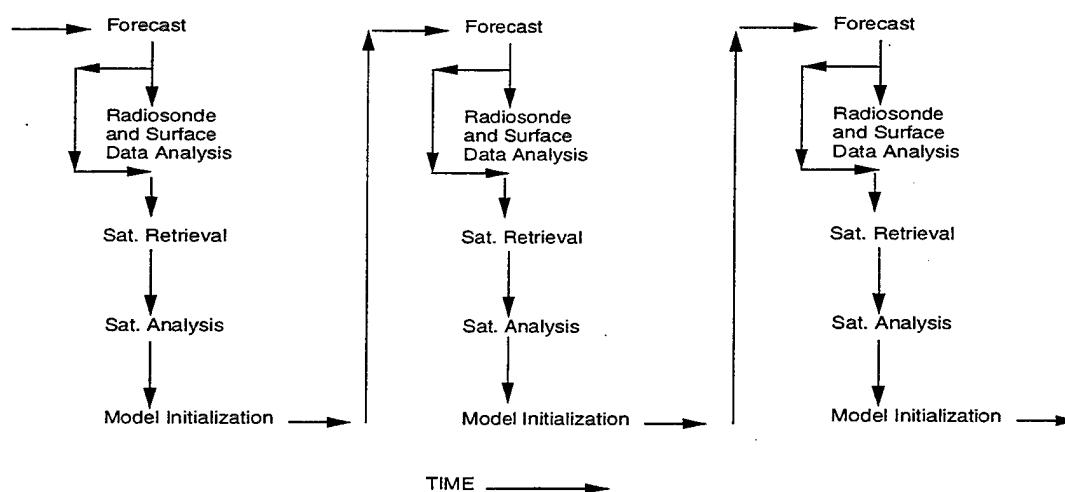 Forecast
Radiosonde
and Surface
Data Analysis
Sat. Retrieval
Sat. Analysis
Model Initialization
Forecast
Radiosonde
and Surface
Data Analysis
Sat. Retrieval
Sat. Analysis
Model Initialization
Forecast
Radiosonde
and Surface
Data Analysis
Sat. Retrieval
Sat. Analysis
Model Initialization
TIME